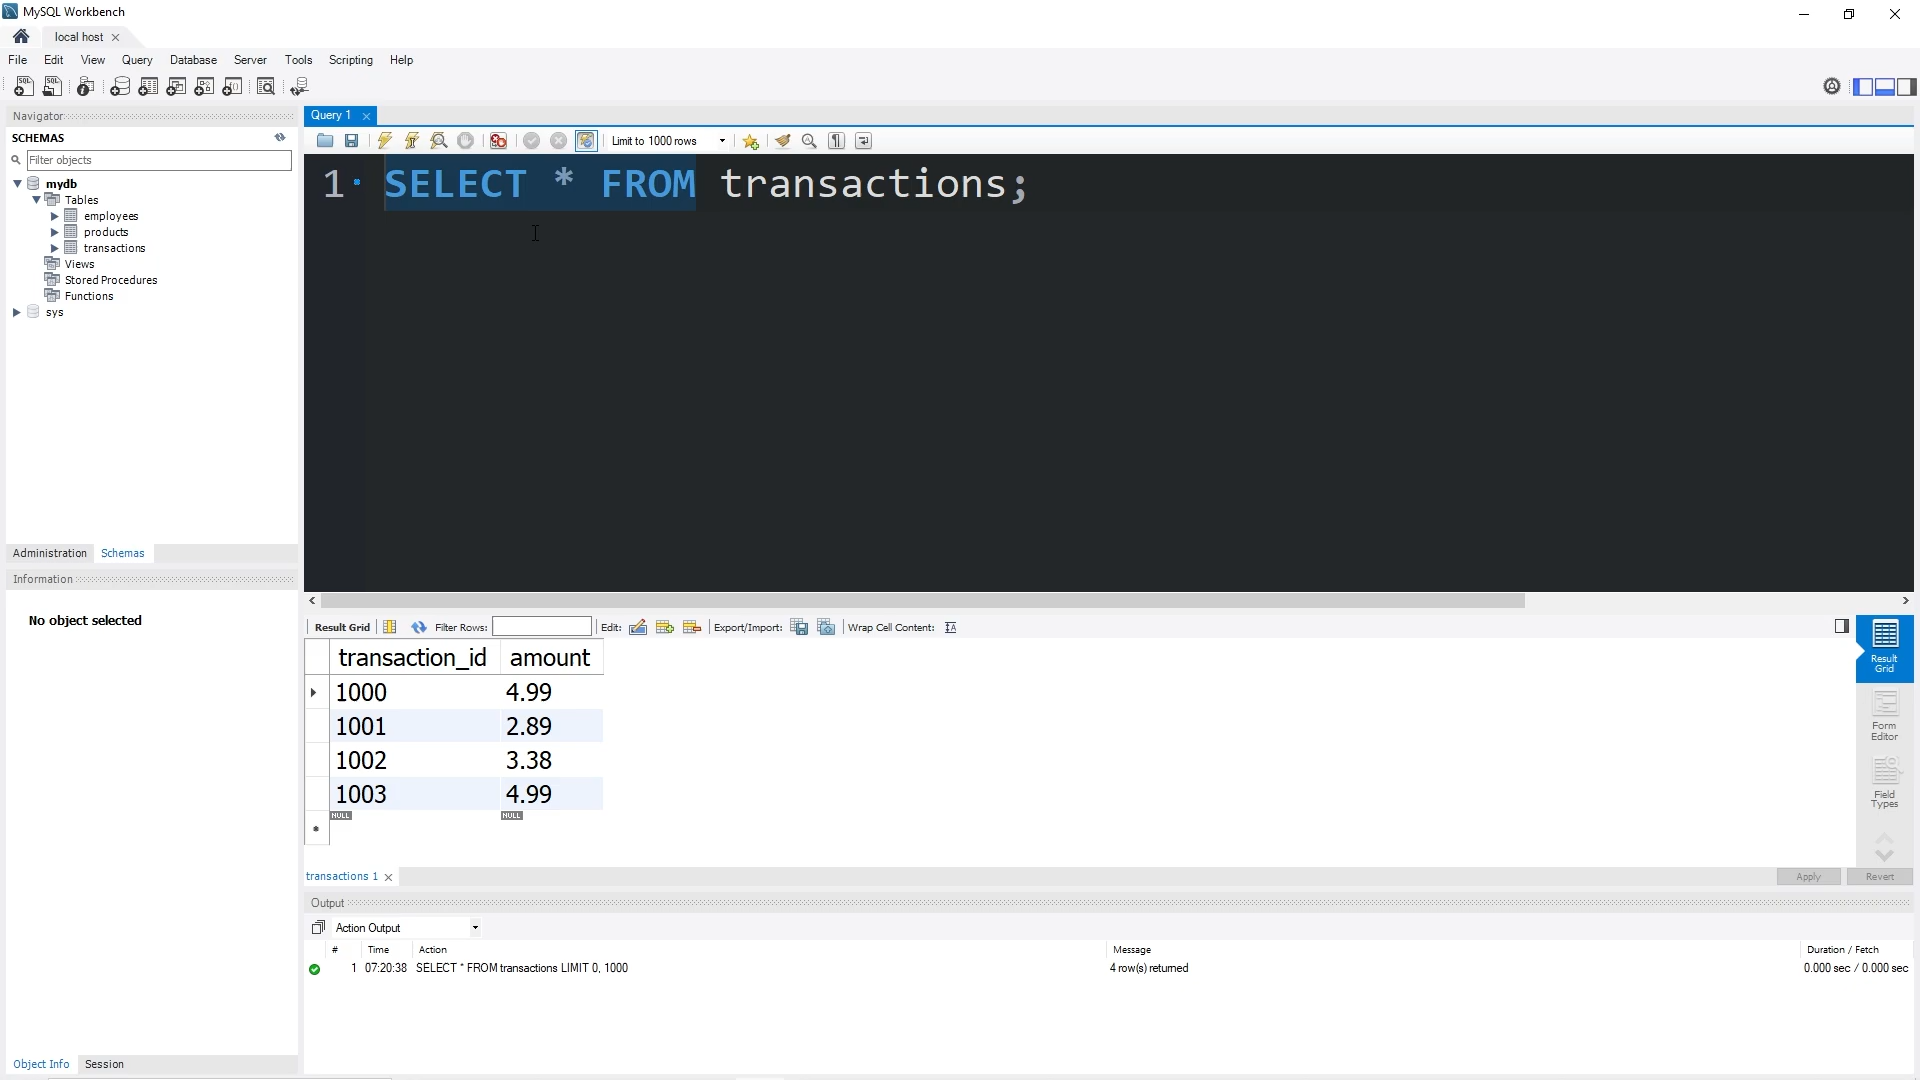 MySQL Workbench
local host
File Edit View Query Database Server Tools Scripting Help
Navigator
SCHEMAS
Filter objects
mydb
Tables
employees
products
transactions
Views
Stored Procedures
Functions
sys
Administration Schemas
Information
No object selected
Object Info Session
Query 1
Limit to 1000 rows
1 SELECT * FROM transactions;
Result Grid Filter Rows: Edit: Export/Import: Wrap Cell Content:
transaction_id amount
1000 4.99
1001 2.89
1002 3.38
1003 4.99
NULL NULL
Result
Grid
Form
Editor
Field
Types
transactions 1 Apply Revert
Output
Action Output
# Time Action Message Duration / Fetch
1 07:20:38 SELECT * FROM transactions LIMIT 0, 1000 4 row(s) returned 0.000 sec / 0.000 sec